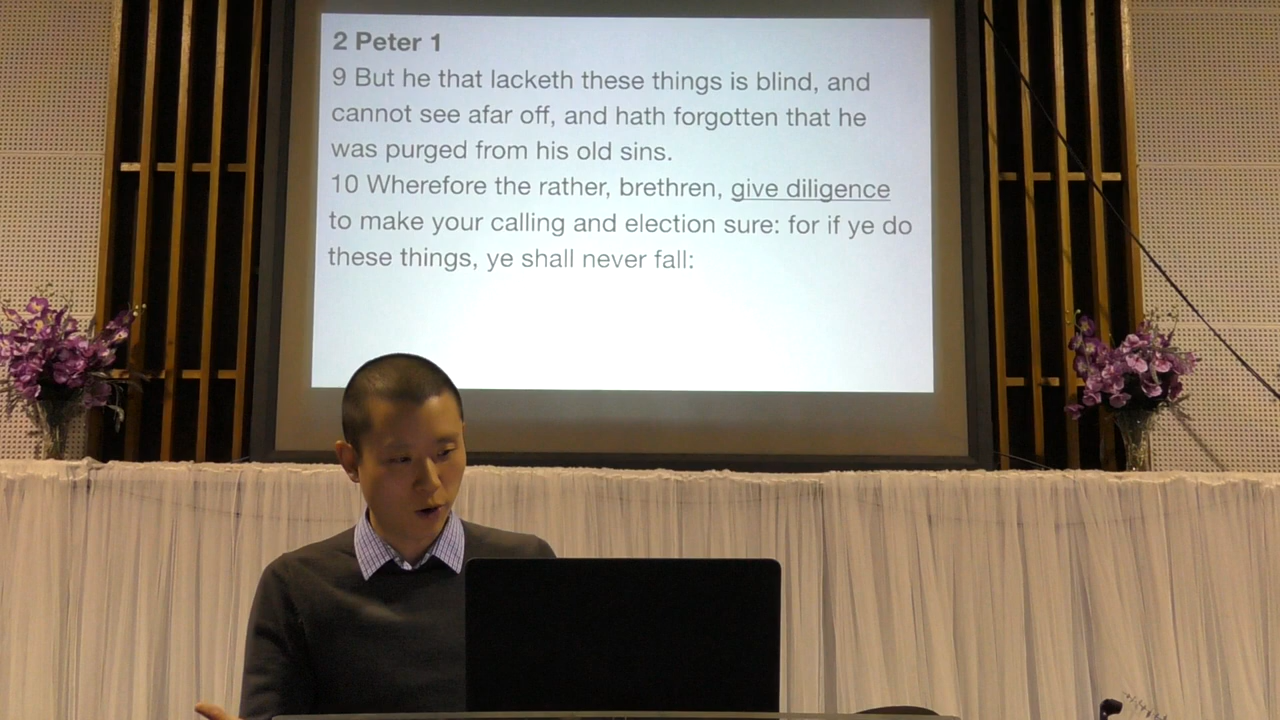 2 Peter 1
9 But he that lacketh these things is blind, and
cannot see afar off, and hath forgotten that he
was purged from his old sins.
10 Wherefore the rather, brethren, give diligence
to make your calling and election sure: for if ye do
these things, ye shall never fall: